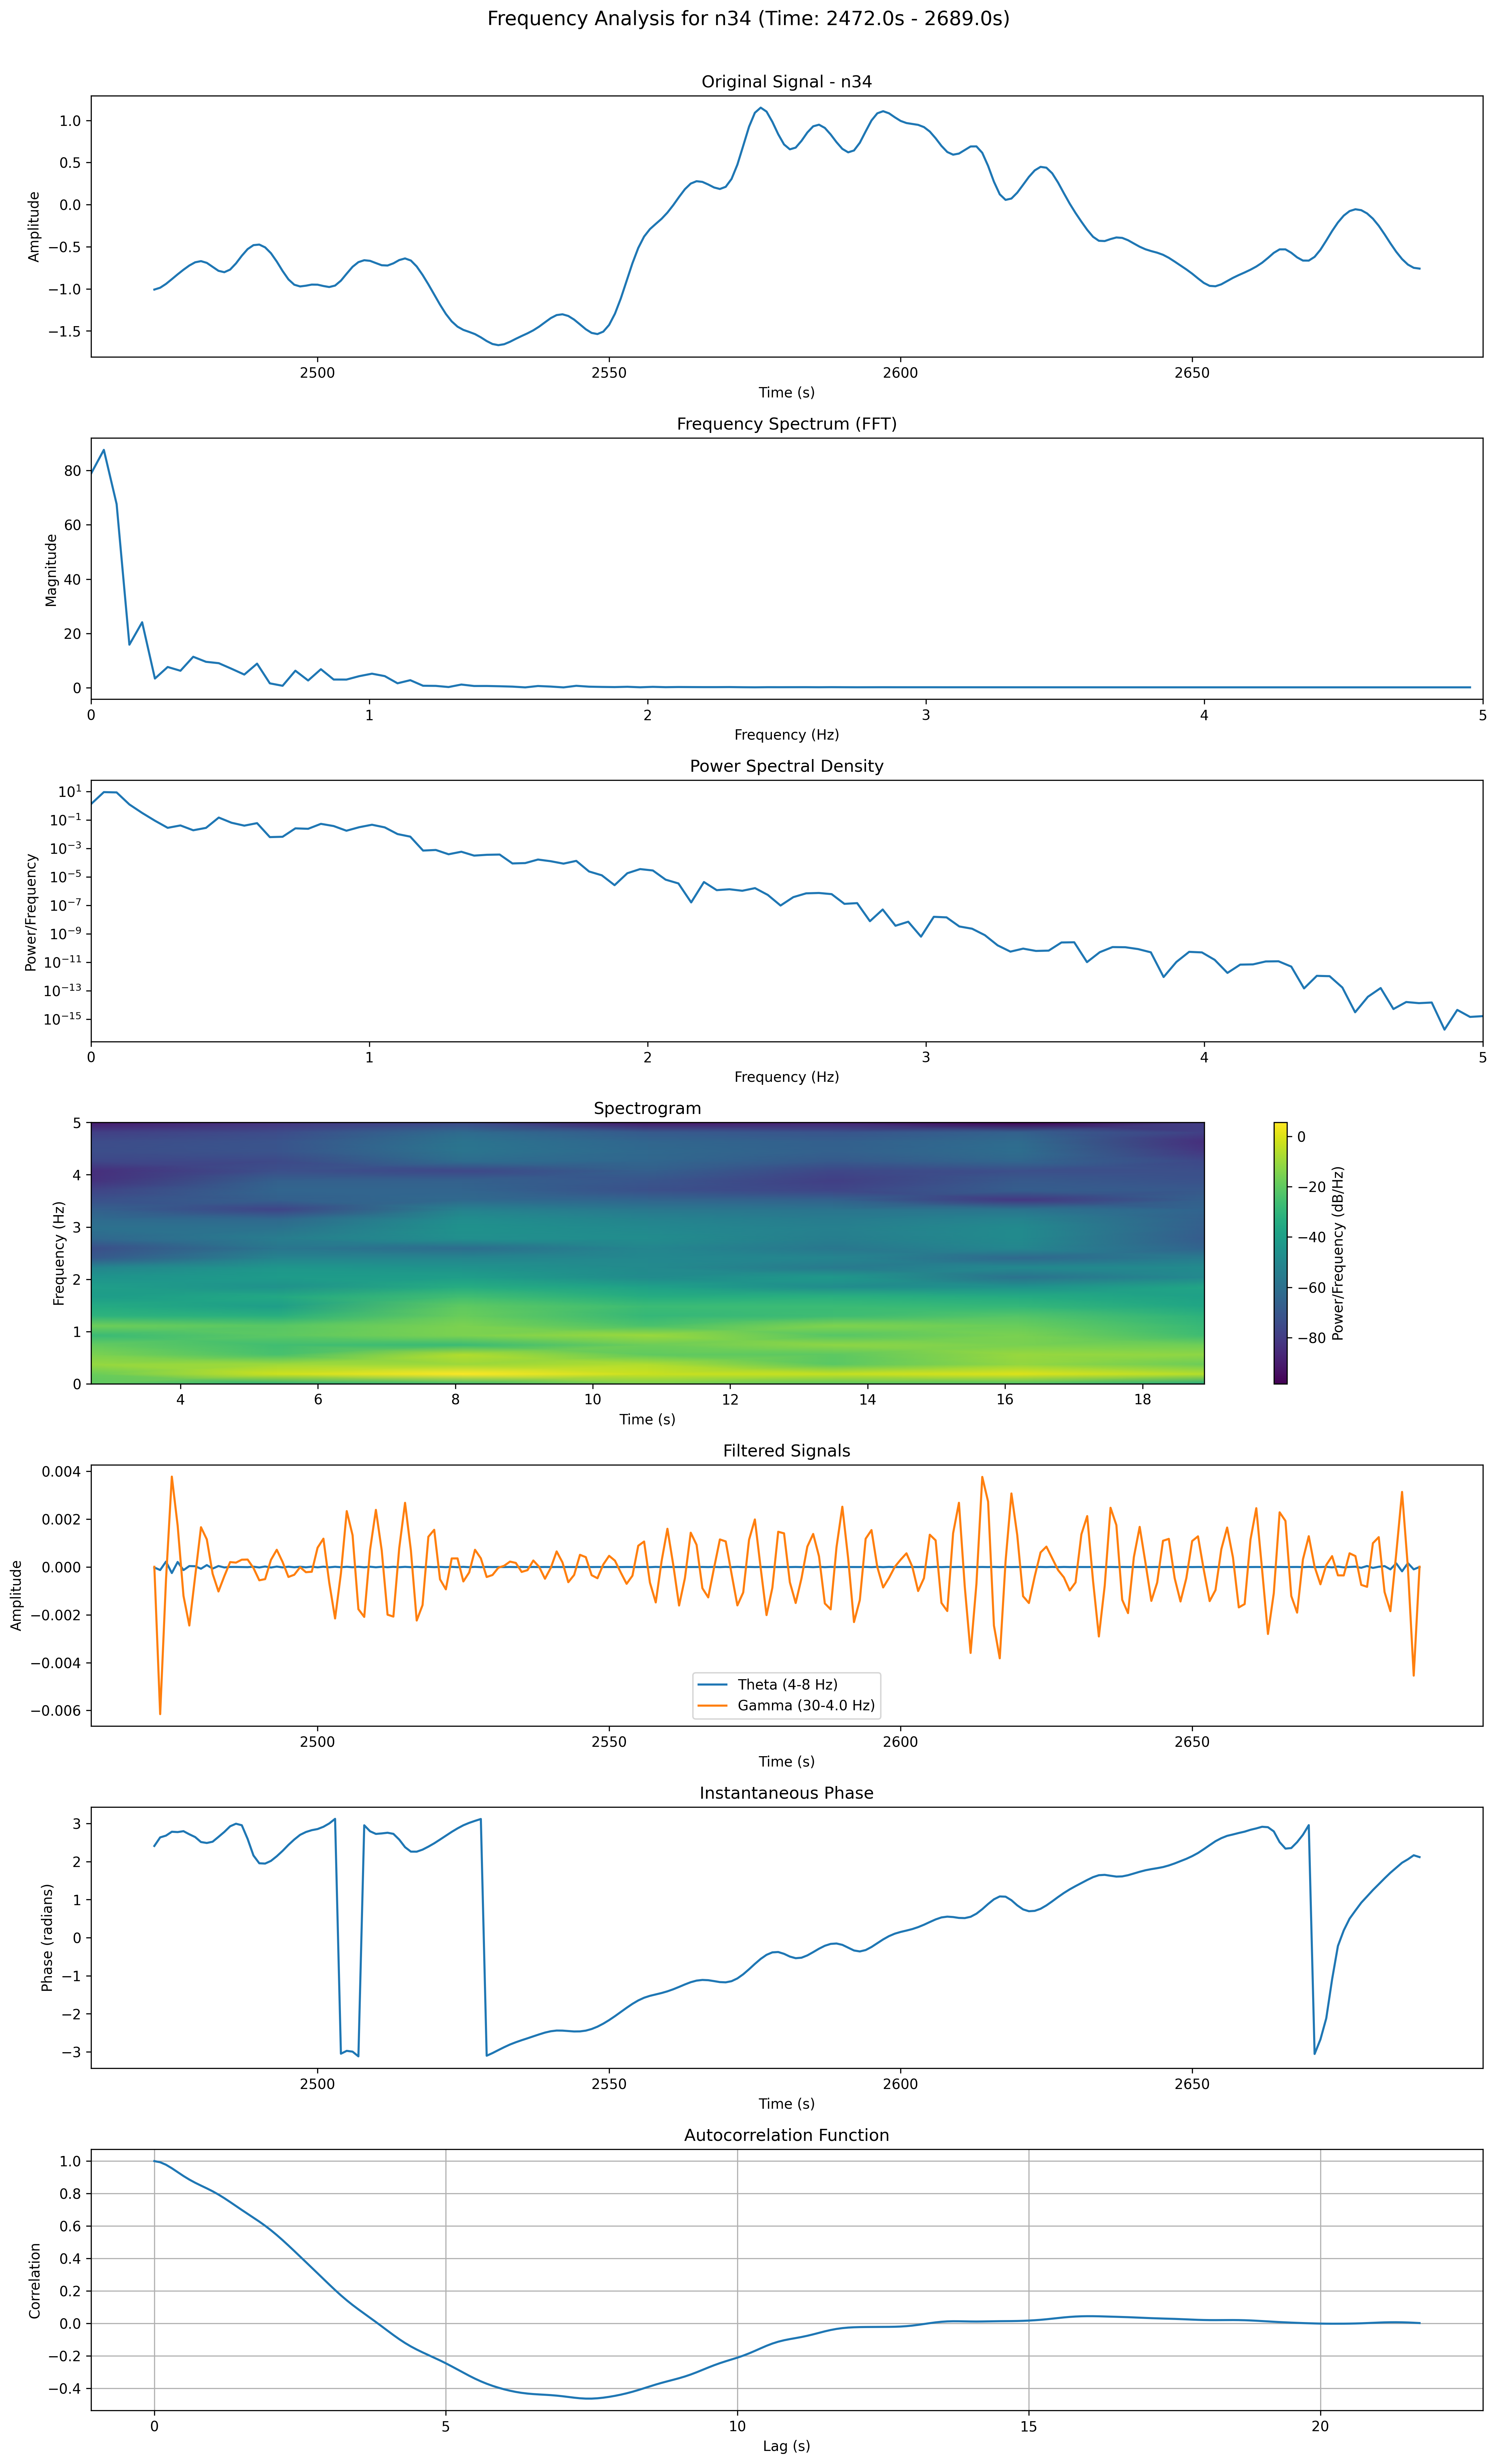 Frequency Analysis for n34 (Time: 2472.0s - 2689.0s)
Original Signal - n34
1.0
0.5
0.0
−0.5
−1.0
−1.5
Amplitude
2500 2550 2600 2650
Time (s)
Frequency Spectrum (FFT)
80
60
40
20
0
Magnitude
0 1 2 3 4 5
Frequency (Hz)
Power Spectral Density
10¹
10⁻¹
10⁻³
10⁻⁵
10⁻⁷
10⁻⁹
10⁻¹¹
10⁻¹³
10⁻¹⁵
Power/Frequency
0 1 2 3 4 5
Frequency (Hz)
Spectrogram
5
4
3
2
1
0
Frequency (Hz)
4 6 8 10 12 14 16 18
Time (s)
0
−20
−40
−60
−80
Power/Frequency (dB/Hz)
Filtered Signals
0.004
0.002
0.000
−0.002
−0.004
−0.006
Amplitude
Theta (4-8 Hz)
Gamma (30-4.0 Hz)
2500 2550 2600 2650
Time (s)
Instantaneous Phase
3
2
1
0
−1
−2
−3
Phase (radians)
2500 2550 2600 2650
Time (s)
Autocorrelation Function
1.0
0.8
0.6
0.4
0.2
0.0
−0.2
−0.4
Correlation
0 5 10 15 20
Lag (s)